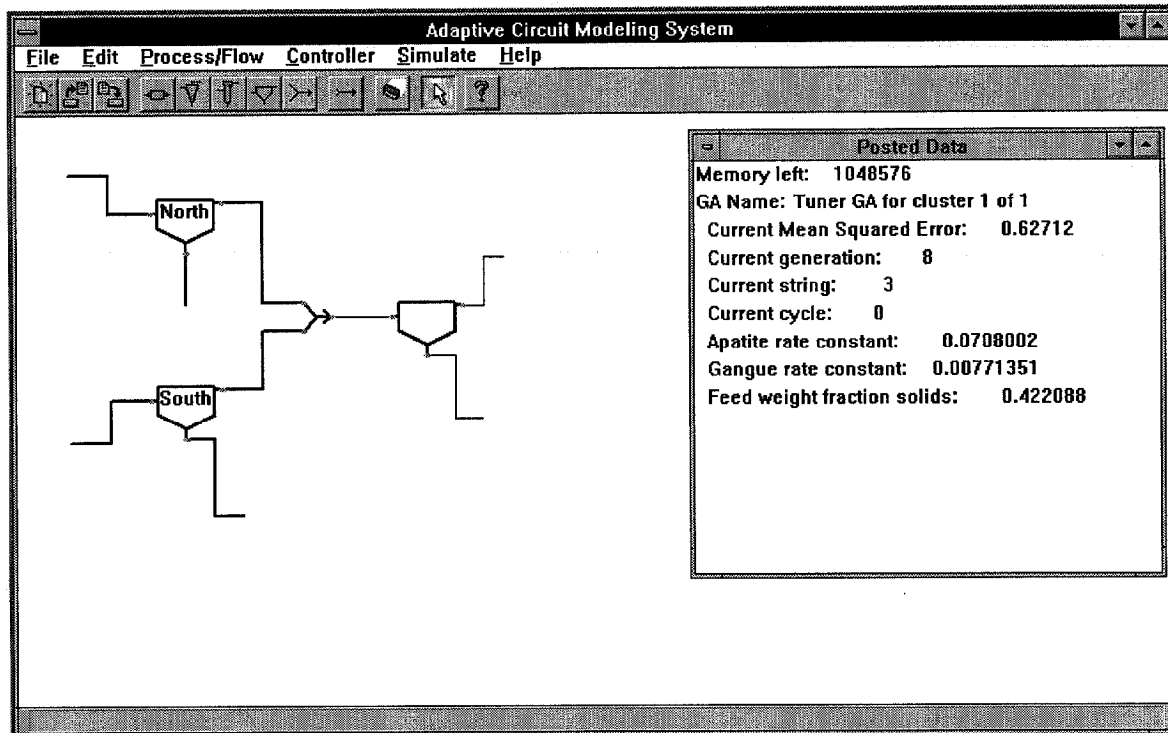 Adaptive Circuit Modeling System
File Edit Process/Flow Controller Simulate Help
?
Posted Data
Memory left: 1048576
GA Name: Tuner GA for cluster 1 of 1
Current Mean Squared Error: 0.62712
Current generation: 8
Current string: 3
Current cycle: 0
Apatite rate constant: 0.0708002
Gangue rate constant: 0.00771351
Feed weight fraction solids: 0.422088
North
South